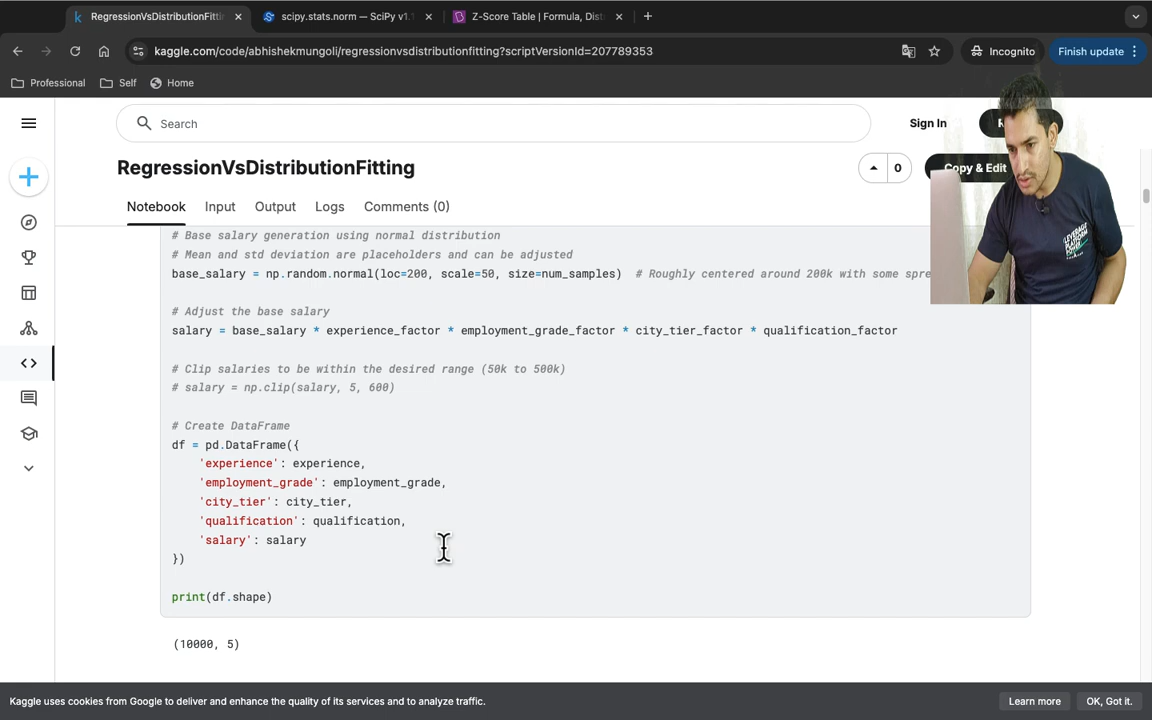 RegressionVsDistributionFittin
scipy.stats.norm — SciPy v1.1
Z-Score Table | Formula, Dist
kaggle.com/code/abhishekmungoli/regressionvsdistributionfitting?scriptVersionId=207789353
Incognito
Finish update
Professional
Self
Home
Search
Sign In
RegressionVsDistributionFitting
0
Copy & Edit
Notebook
Input
Output
Logs
Comments (0)
# Base salary generation using normal distribution
# Mean and std deviation are placeholders and can be adjusted
base_salary = np.random.normal(loc=200, scale=50, size=num_samples)  # Roughly centered around 200k with some spre
# Adjust the base salary
salary = base_salary * experience_factor * employment_grade_factor * city_tier_factor * qualification_factor
# Clip salaries to be within the desired range (50k to 500k)
# salary = np.clip(salary, 5, 600)
# Create DataFrame
df = pd.DataFrame({
'experience': experience,
'employment_grade': employment_grade,
'city_tier': city_tier,
'qualification': qualification,
'salary': salary
})
print(df.shape)
(10000, 5)
LEVERAGE
PLATFORM
POWER
Kaggle uses cookies from Google to deliver and enhance the quality of its services and to analyze traffic.
Learn more
OK, Got it.